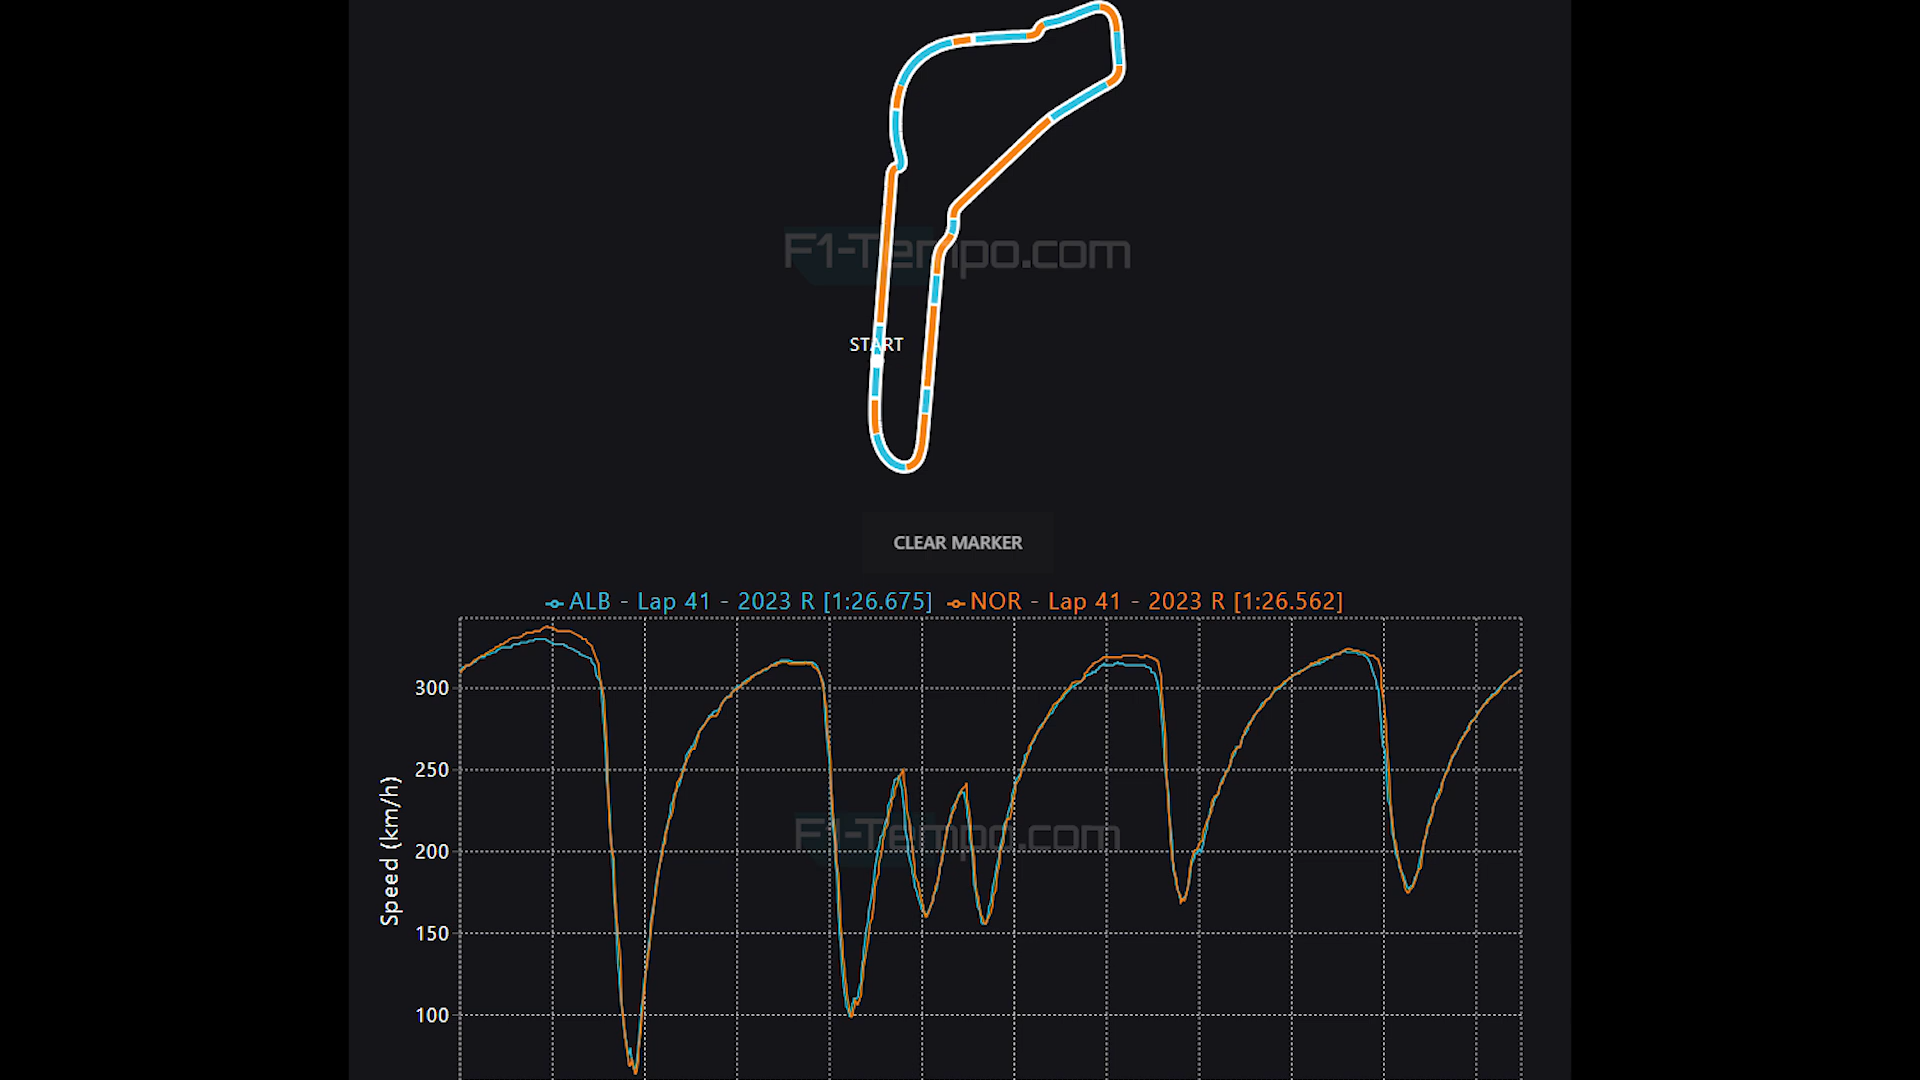 F1-Tempo.com
START
CLEAR MARKER
ALB - Lap 41 - 2023 R [1:26.675] NOR - Lap 41 - 2023 R [1:26.562]
300
250
F1-Tempo.com
200
Speed (km/h)
150
100